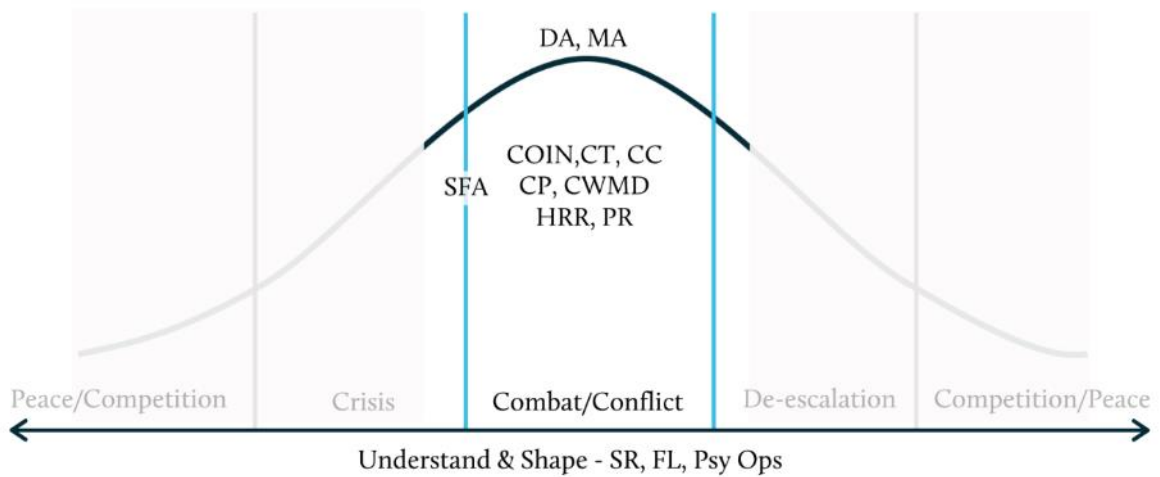 DA, MA
COIN,CT, CC
SFA CP, CWMD
HRR, PR
Peace/Competition Crisis Combat/Conflict De-escalation Competition/Peace
Understand & Shape - SR, FL, Psy Ops